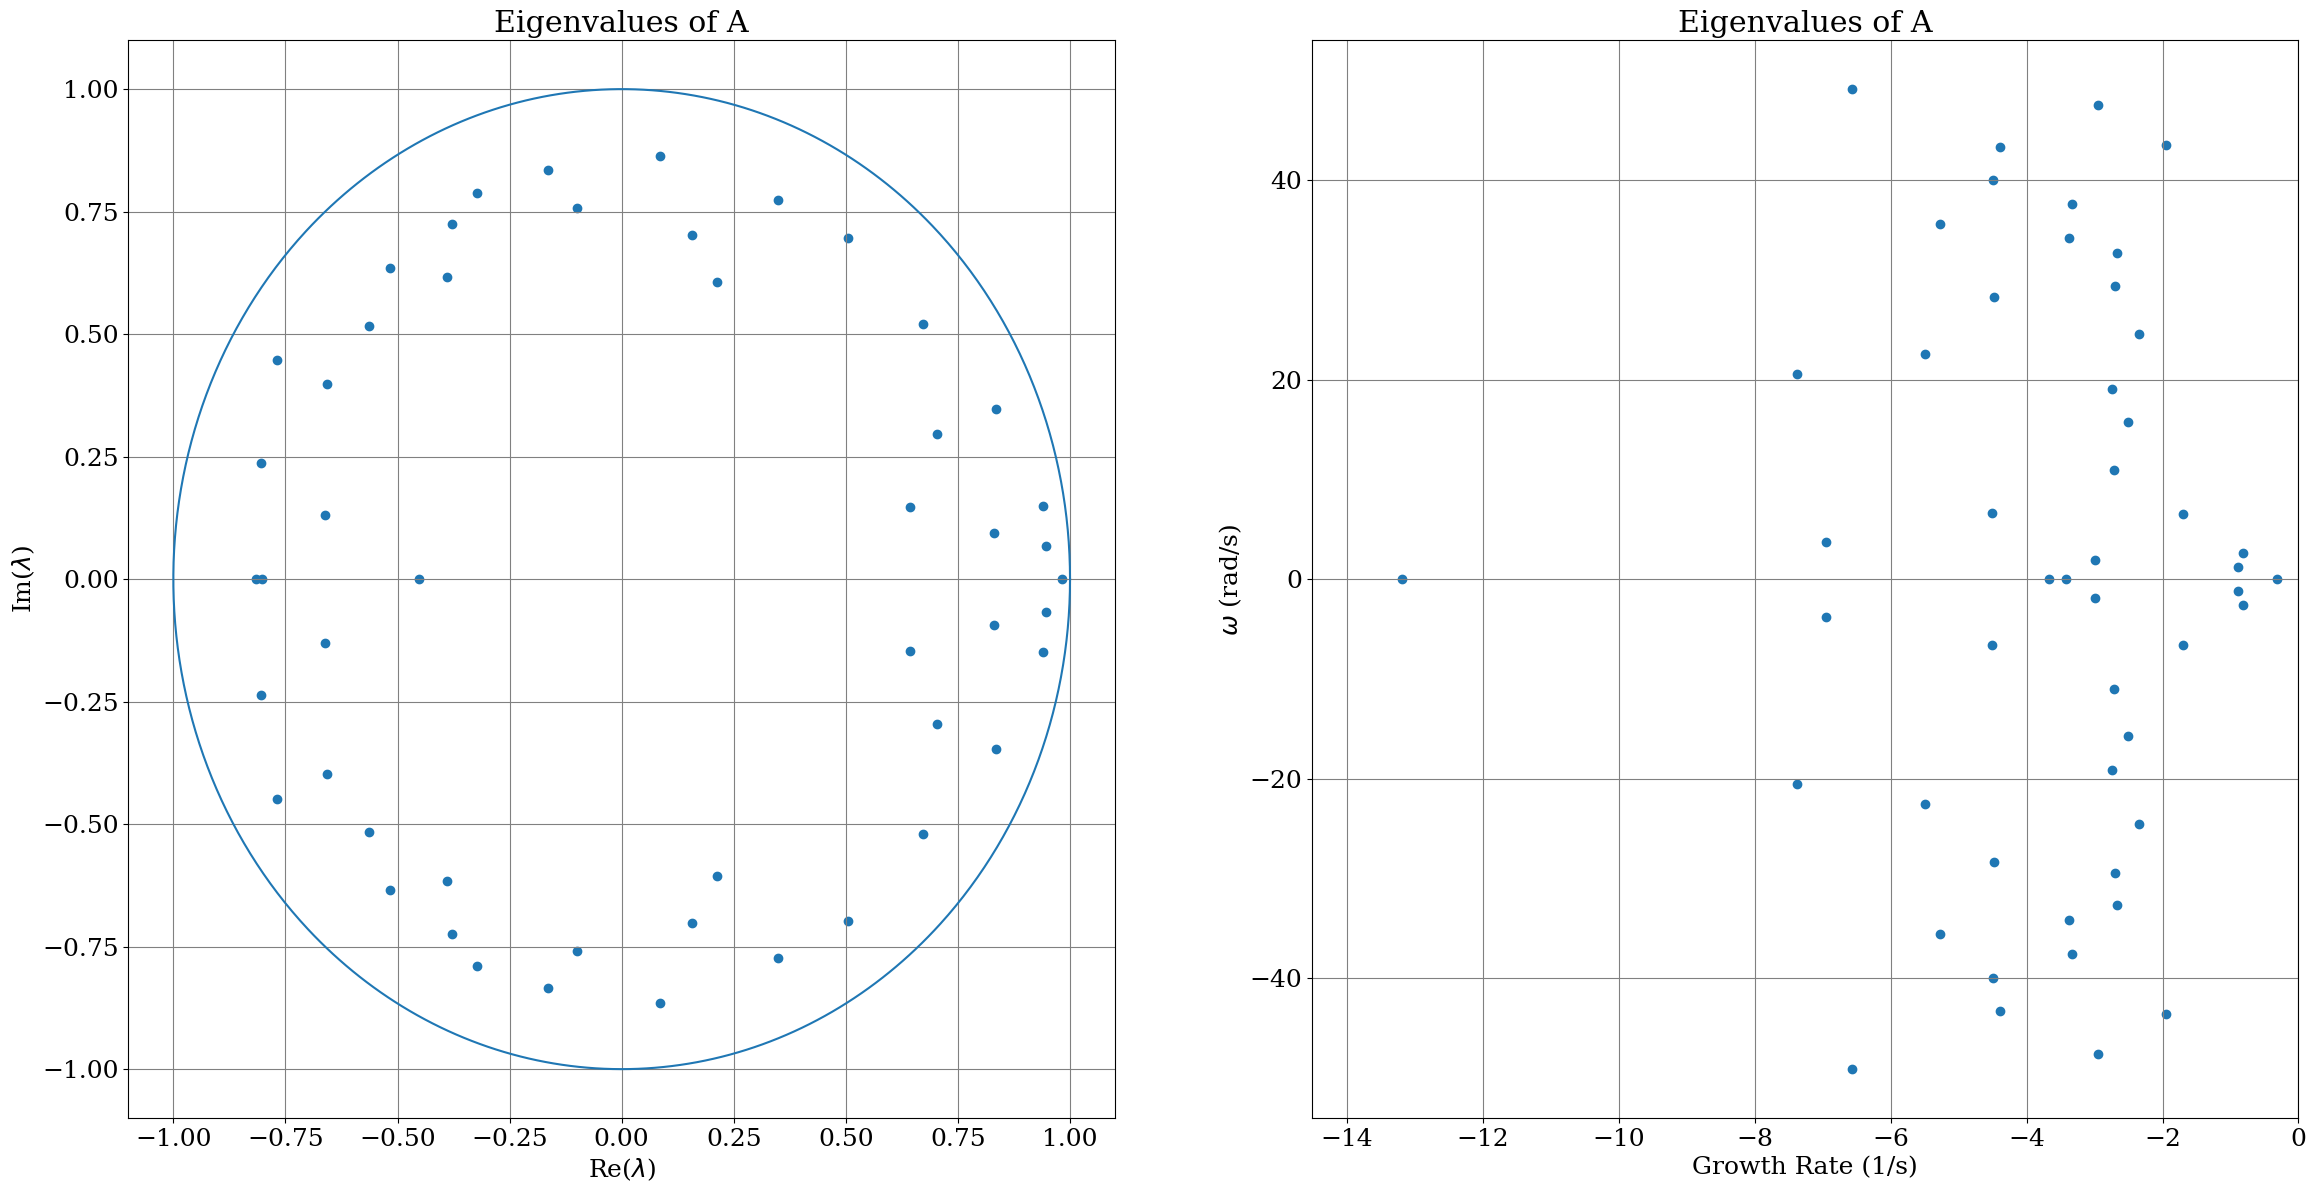 Eigenvalues of A
1.00
0.75
0.50
0.25
0.00
−0.25
−0.50
−0.75
−1.00
Im(λ)
−1.00 −0.75 −0.50 −0.25 0.00 0.25 0.50 0.75 1.00
Re(λ)
Eigenvalues of A
40
20
0
−20
−40
ω (rad/s)
−14 −12 −10 −8 −6 −4 −2 0
Growth Rate (1/s)